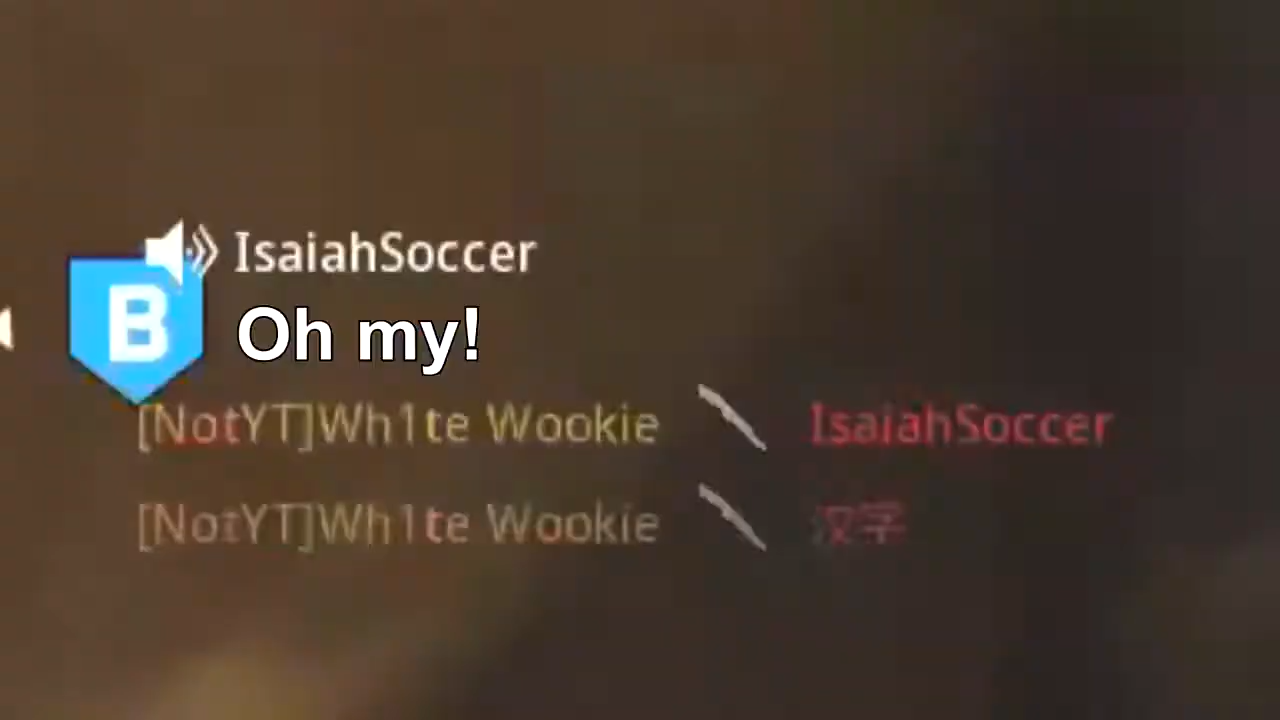 IsaiahSoccer
B
Oh my!
[NotYT]Wh1te Wookie IsaiahSoccer
[NotYT]Wh1te Wookie 汉字